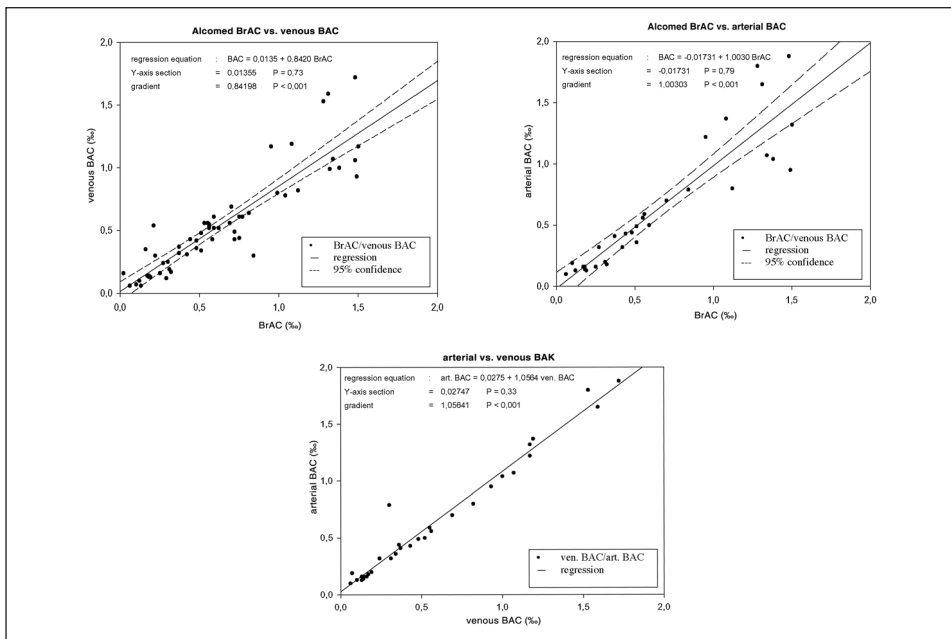 Alcomed BrAC vs. venous BAC
2,0
regression equation : BAC = 0,0135 + 0,8420 BrAC
Y-axis section = 0,01355 P = 0,73
gradient = 0,84198 P < 0,001
1,5
1,0
0,5
0,0
venous BAC (‰)
BrAC/venous BAC
regression
95% confidence
0,0 0,5 1,0 1,5 2,0
BrAC (‰)
Alcomed BrAC vs. arterial BAC
2,0
regression equation : BAC = -0,01731 + 1,0030 BrAC
Y-axis section = -0,01731 P = 0,79
gradient = 1.00303 P < 0,001
1,5
1,0
0,5
0,0
arterial BAC (‰)
BrAC/venous BAC
regression
95% confidence
0,0 0,5 1,0 1,5 2,0
BrAC (‰)
arterial vs. venous BAK
2,0
regression equation : art. BAC = 0,0275 + 1,0564 ven. BAC
Y-axis section = 0,02747 P = 0,33
gradient = 1,05641 P < 0,001
1,5
1,0
0,5
0,0
arterial BAC (‰)
ven. BAC/art. BAC
regression
0,0 0,5 1,0 1,5 2,0
venous BAC (‰)